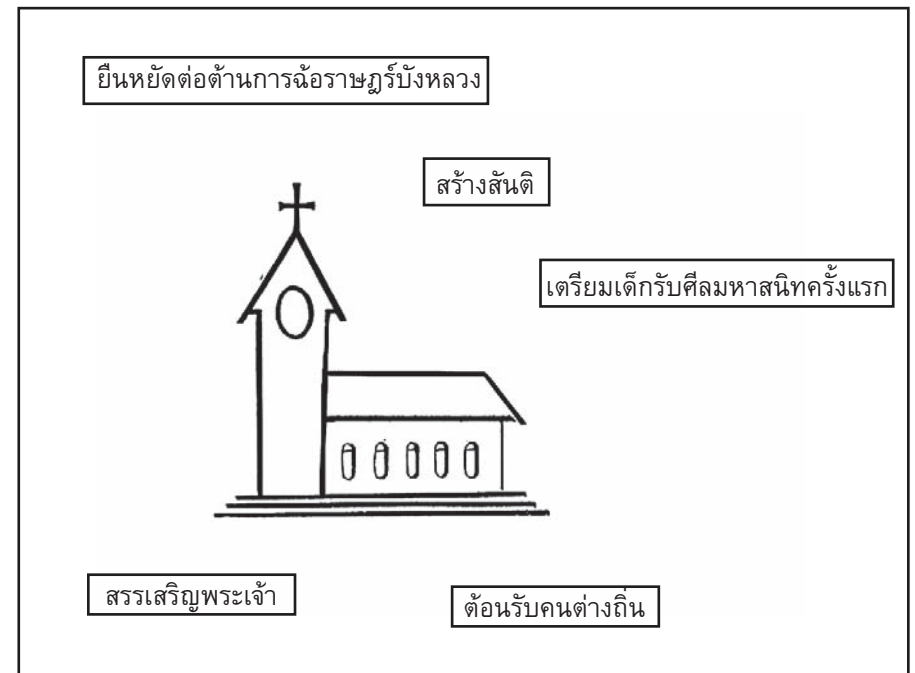 ยืนหยัดต่อต้านการฉ้อราษฎร์บังหลวง
สร้างสันติ
เตรียมเด็กรับศีลมหาสนิทครั้งแรก
สรรเสริญพระเจ้า
ต้อนรับคนต่างถิ่น